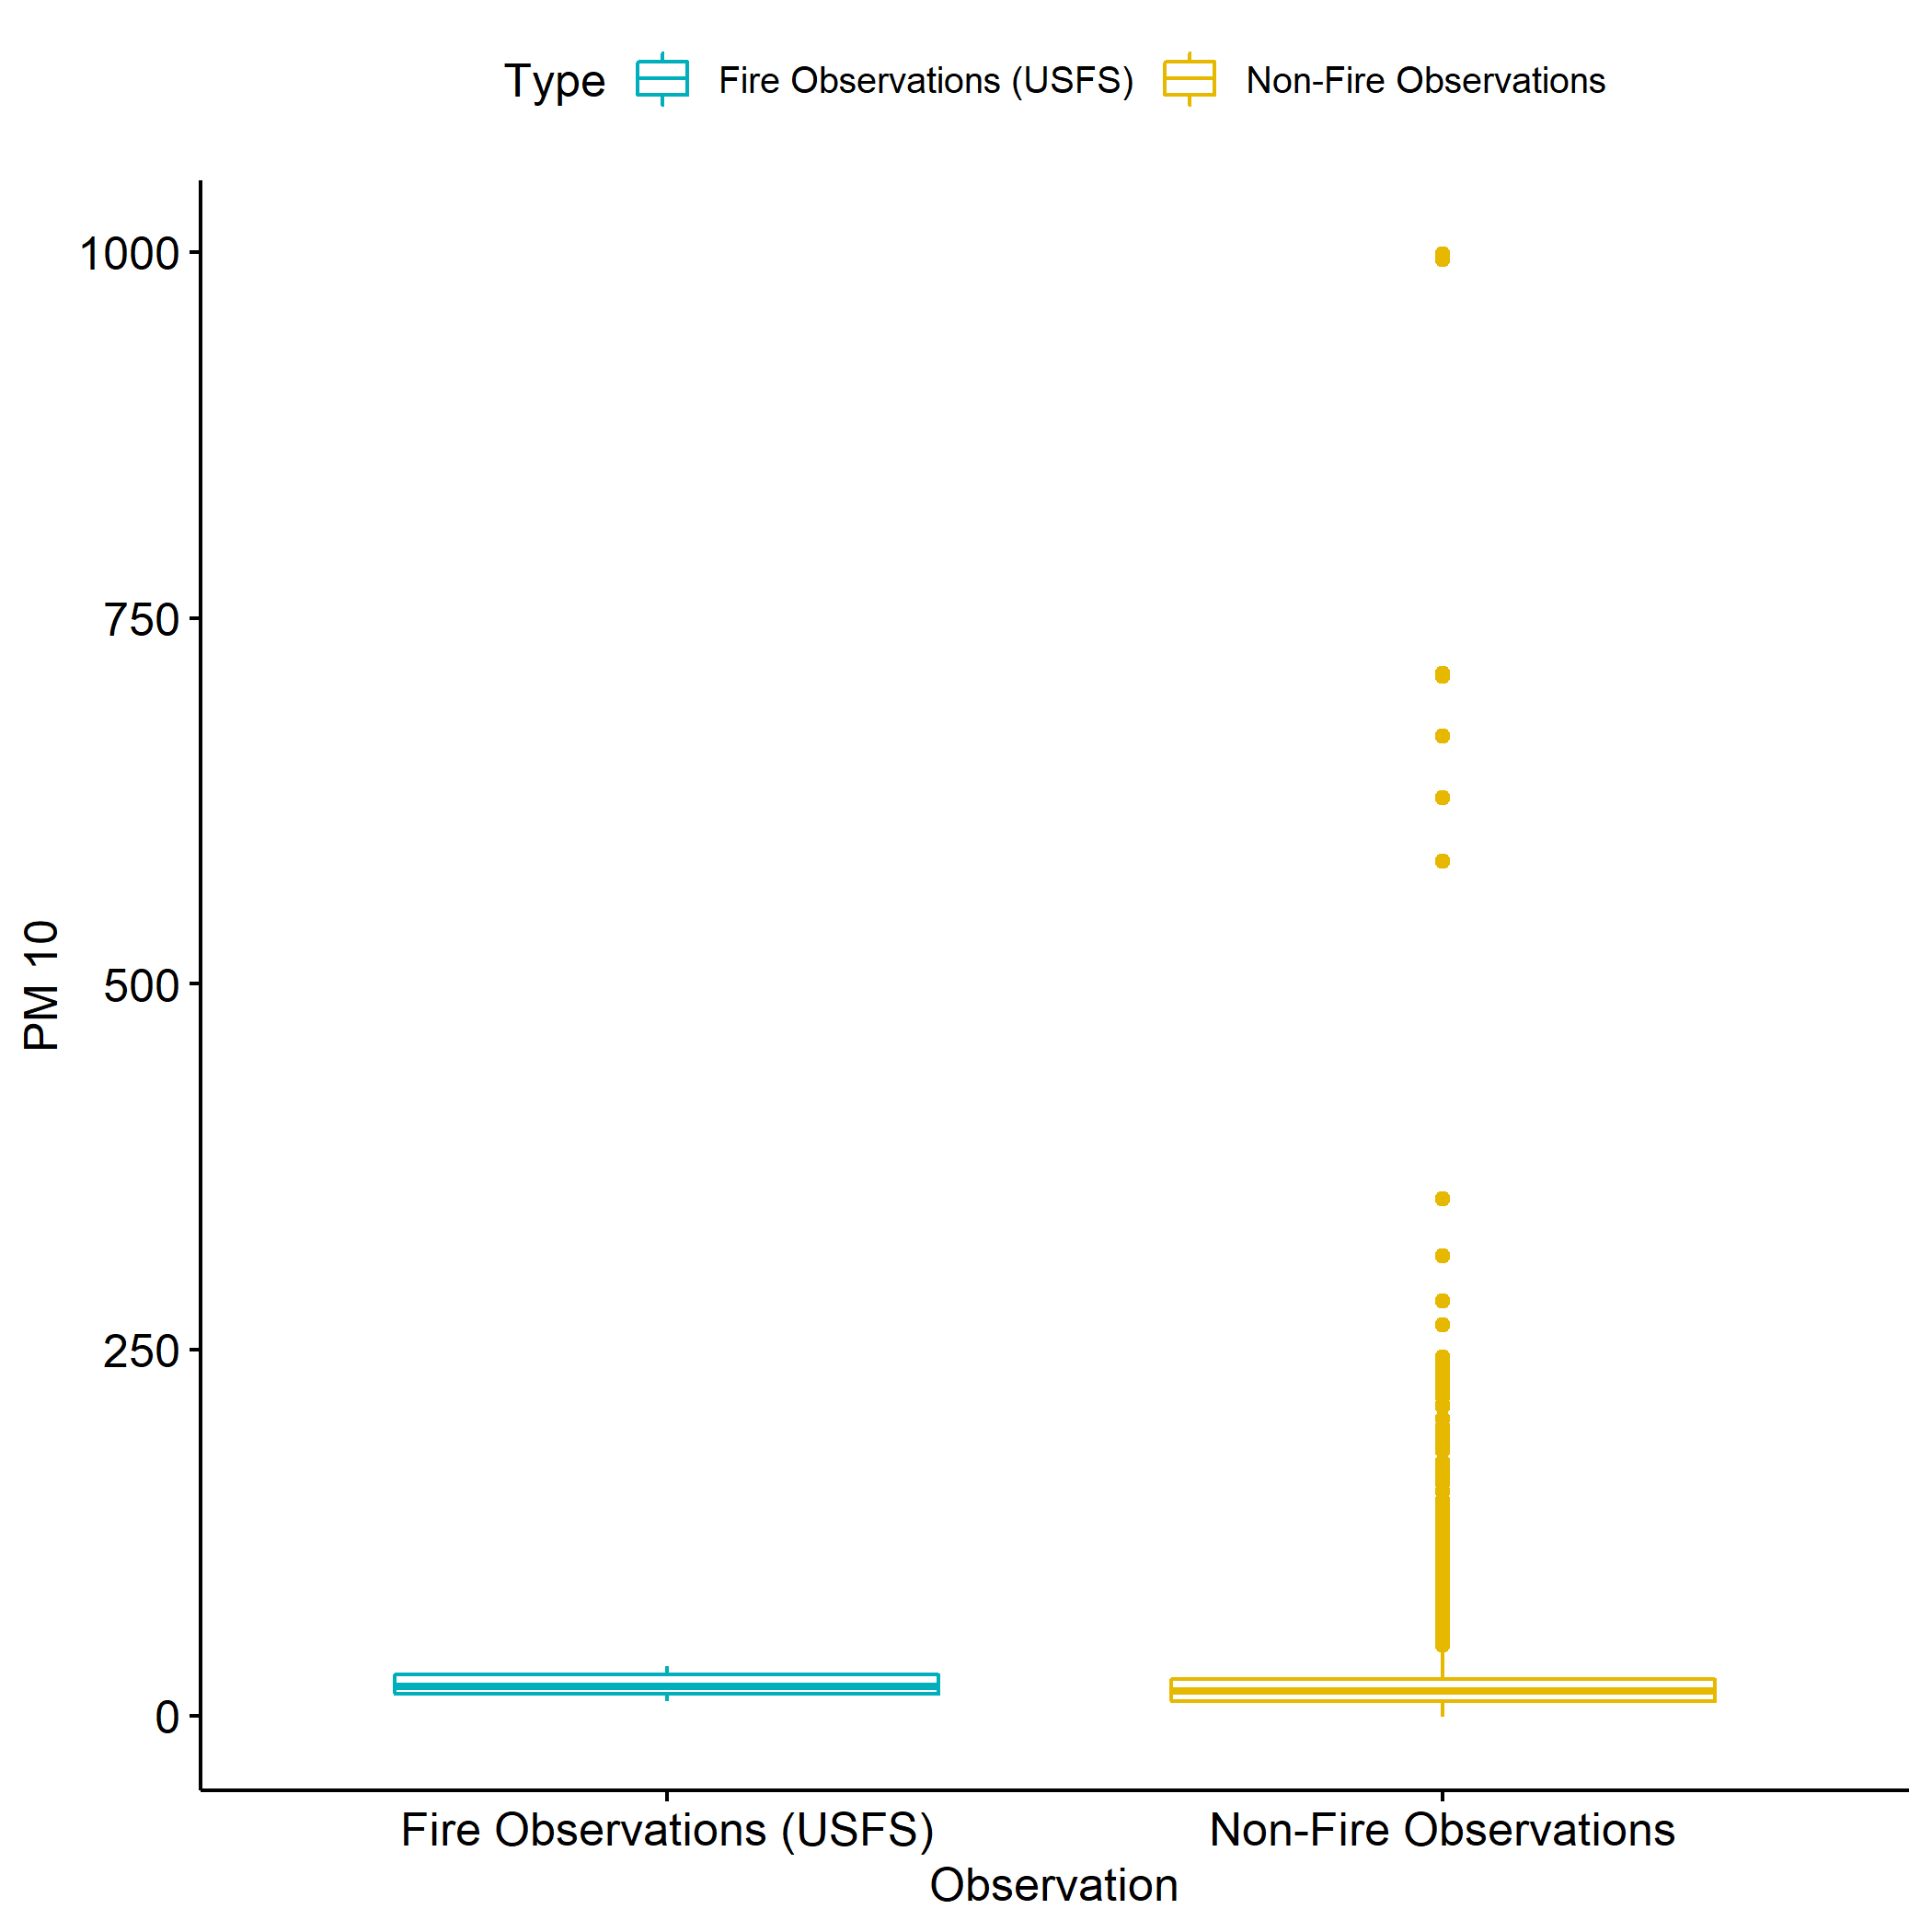 Type Fire Observations (USFS) Non-Fire Observations
1000
750
500
250
0
PM 10
Fire Observations (USFS) Non-Fire Observations
Observation